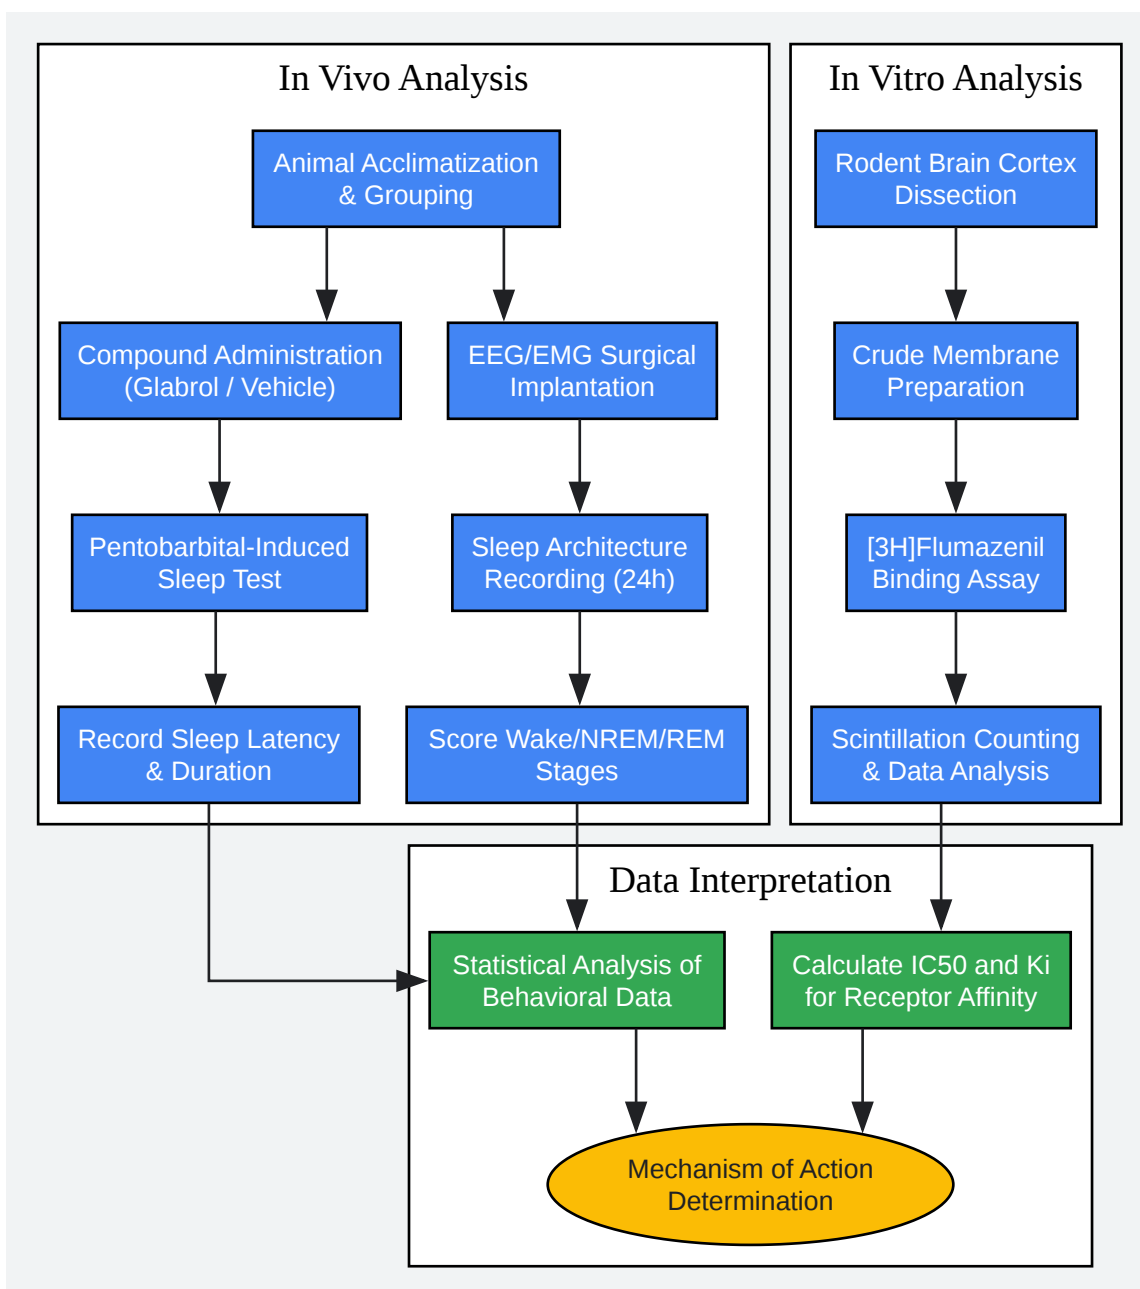 In Vivo Analysis
Animal Acclimatization
& Grouping
Compound Administration
(Glabrol / Vehicle)
EEG/EMG Surgical
Implantation
Pentobarbital-Induced
Sleep Test
Sleep Architecture
Recording (24h)
Record Sleep Latency
& Duration
Score Wake/NREM/REM
Stages
In Vitro Analysis
Rodent Brain Cortex
Dissection
Crude Membrane
Preparation
[3H]Flumazenil
Binding Assay
Scintillation Counting
& Data Analysis
Data Interpretation
Statistical Analysis of
Behavioral Data
Calculate IC50 and Ki
for Receptor Affinity
Mechanism of Action
Determination